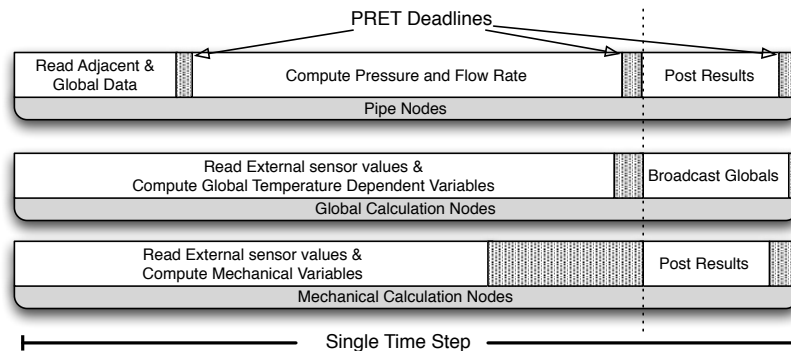 PRET Deadlines
Read Adjacent &
Global Data
Compute Pressure and Flow Rate
Post Results
Pipe Nodes
Read External sensor values &
Compute Global Temperature Dependent Variables
Broadcast Globals
Global Calculation Nodes
Read External sensor values &
Compute Mechanical Variables
Post Results
Mechanical Calculation Nodes
Single Time Step